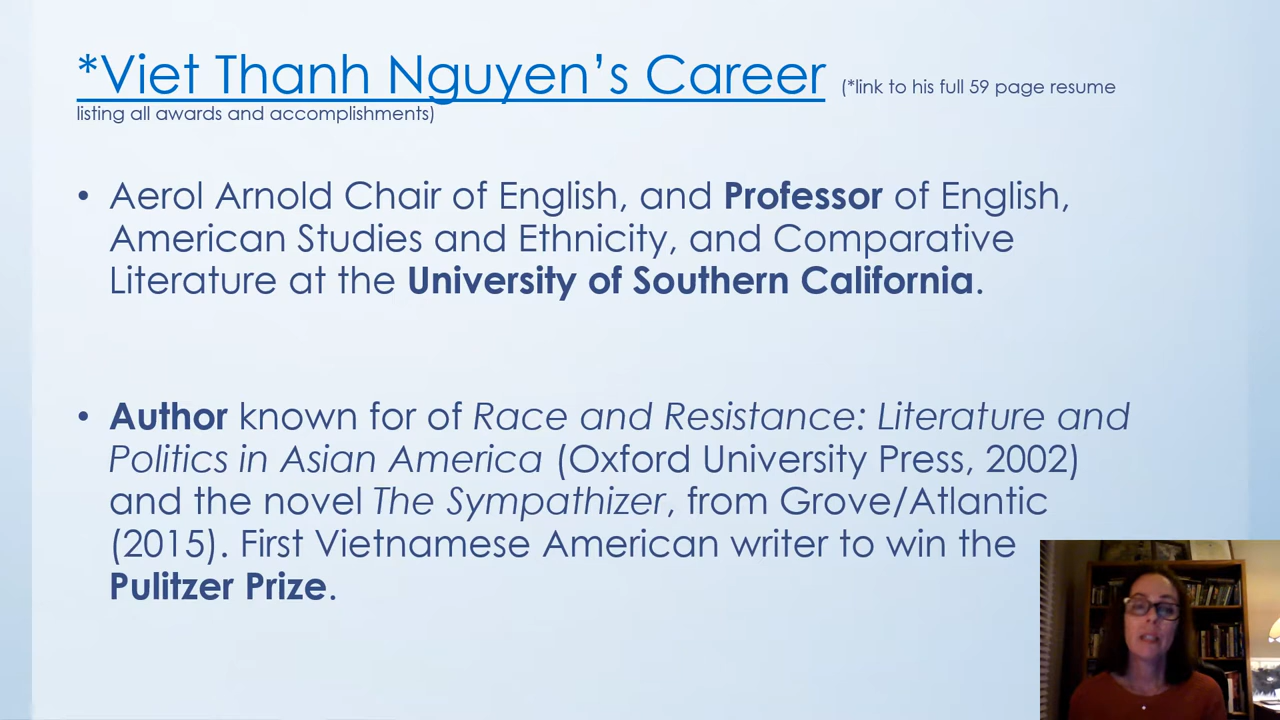 *Viet Thanh Nguyen’s Career (*link to his full 59 page resume
listing all awards and accomplishments)
• Aerol Arnold Chair of English, and Professor of English,
American Studies and Ethnicity, and Comparative
Literature at the University of Southern California.
• Author known for of Race and Resistance: Literature and
Politics in Asian America (Oxford University Press, 2002)
and the novel The Sympathizer, from Grove/Atlantic
(2015). First Vietnamese American writer to win the
Pulitzer Prize.